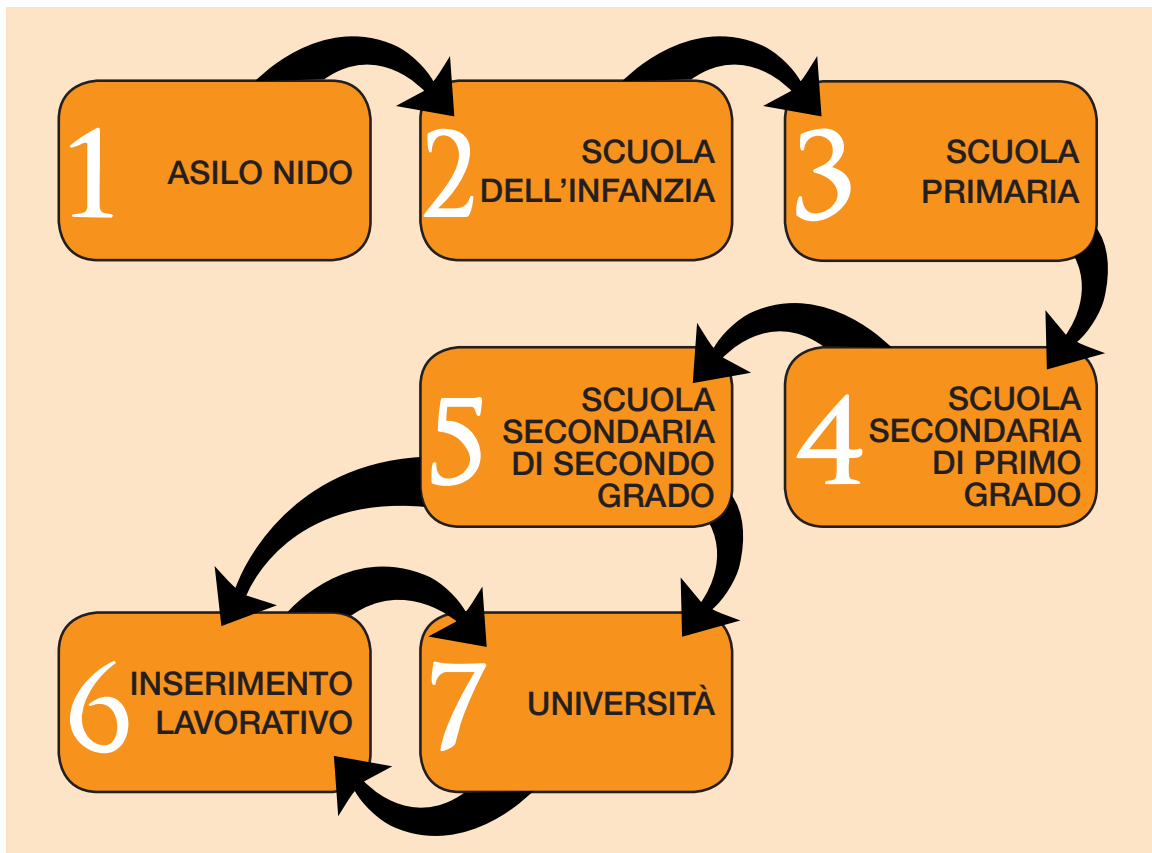 1
ASILO NIDO
2
SCUOLA
DELL'INFANZIA
3
SCUOLA
PRIMARIA
4
SCUOLA
SECONDARIA
DI PRIMO
GRADO
5
SCUOLA
SECONDARIA
DI SECONDO
GRADO
6
INSERIMENTO
LAVORATIVO
7
UNIVERSITÀ